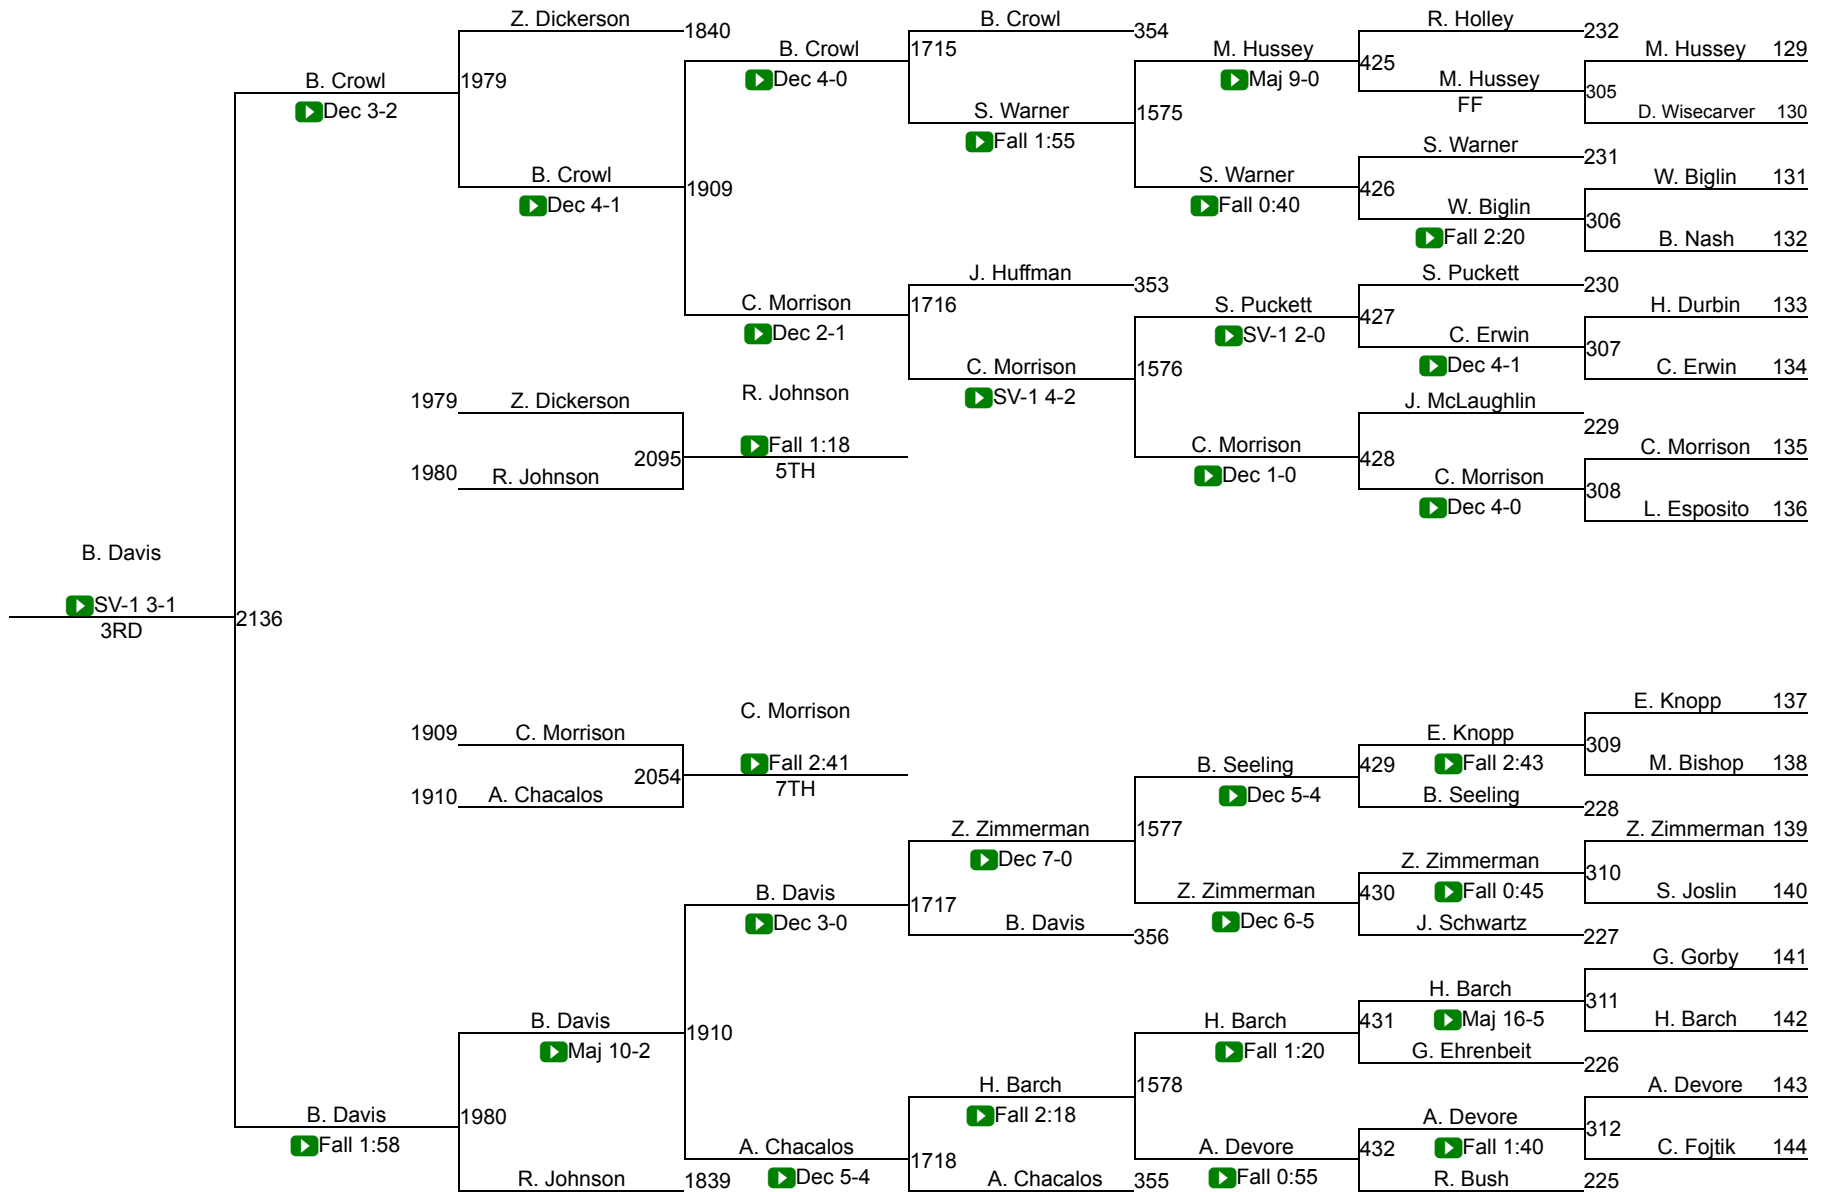 Z. Dickerson
1840
B. Crowl
Dec 3-2
1979
B. Crowl
Dec 4-1
B. Crowl
Dec 4-0
1909
C. Morrison
Dec 2-1
B. Crowl
354
1715
S. Warner
Fall 1:55
J. Huffman
353
1716
C. Morrison
SV-1 4-2
M. Hussey
Maj 9-0
1575
S. Warner
Fall 0:40
S. Puckett
SV-1 2-0
1576
C. Morrison
Dec 1-0
R. Holley
232
425
M. Hussey
FF
S. Warner
231
426
W. Biglin
Fall 2:20
S. Puckett
230
427
C. Erwin
Dec 4-1
J. McLaughlin
229
428
C. Morrison
Dec 4-0
M. Hussey 129
305
D. Wisecarver 130
W. Biglin 131
306
B. Nash 132
H. Durbin 133
307
C. Erwin 134
C. Morrison 135
308
L. Esposito 136
1979 Z. Dickerson
2095
1980 R. Johnson
R. Johnson
Fall 1:18
5TH
B. Davis
SV-1 3-1
3RD
2136
1909 C. Morrison
2054
1910 A. Chacalos
C. Morrison
Fall 2:41
7TH
B. Davis
Fall 1:58
1980
B. Davis
Maj 10-2
R. Johnson
1839
B. Davis
Dec 3-0
1910
A. Chacalos
Dec 5-4
Z. Zimmerman
Dec 7-0
1717
B. Davis
356
H. Barch
Fall 2:18
1718
A. Chacalos
355
B. Seeling
Dec 5-4
1577
Z. Zimmerman
Dec 6-5
H. Barch
Fall 1:20
1578
A. Devore
Fall 0:55
E. Knopp
Fall 2:43
429
B. Seeling
228
Z. Zimmerman
Fall 0:45
430
J. Schwartz
227
H. Barch
Maj 16-5
431
G. Ehrenbeit
226
A. Devore
Fall 1:40
432
R. Bush
225
E. Knopp 137
309
M. Bishop 138
Z. Zimmerman 139
310
S. Joslin 140
G. Gorby 141
311
H. Barch 142
A. Devore 143
312
C. Fojtik 144